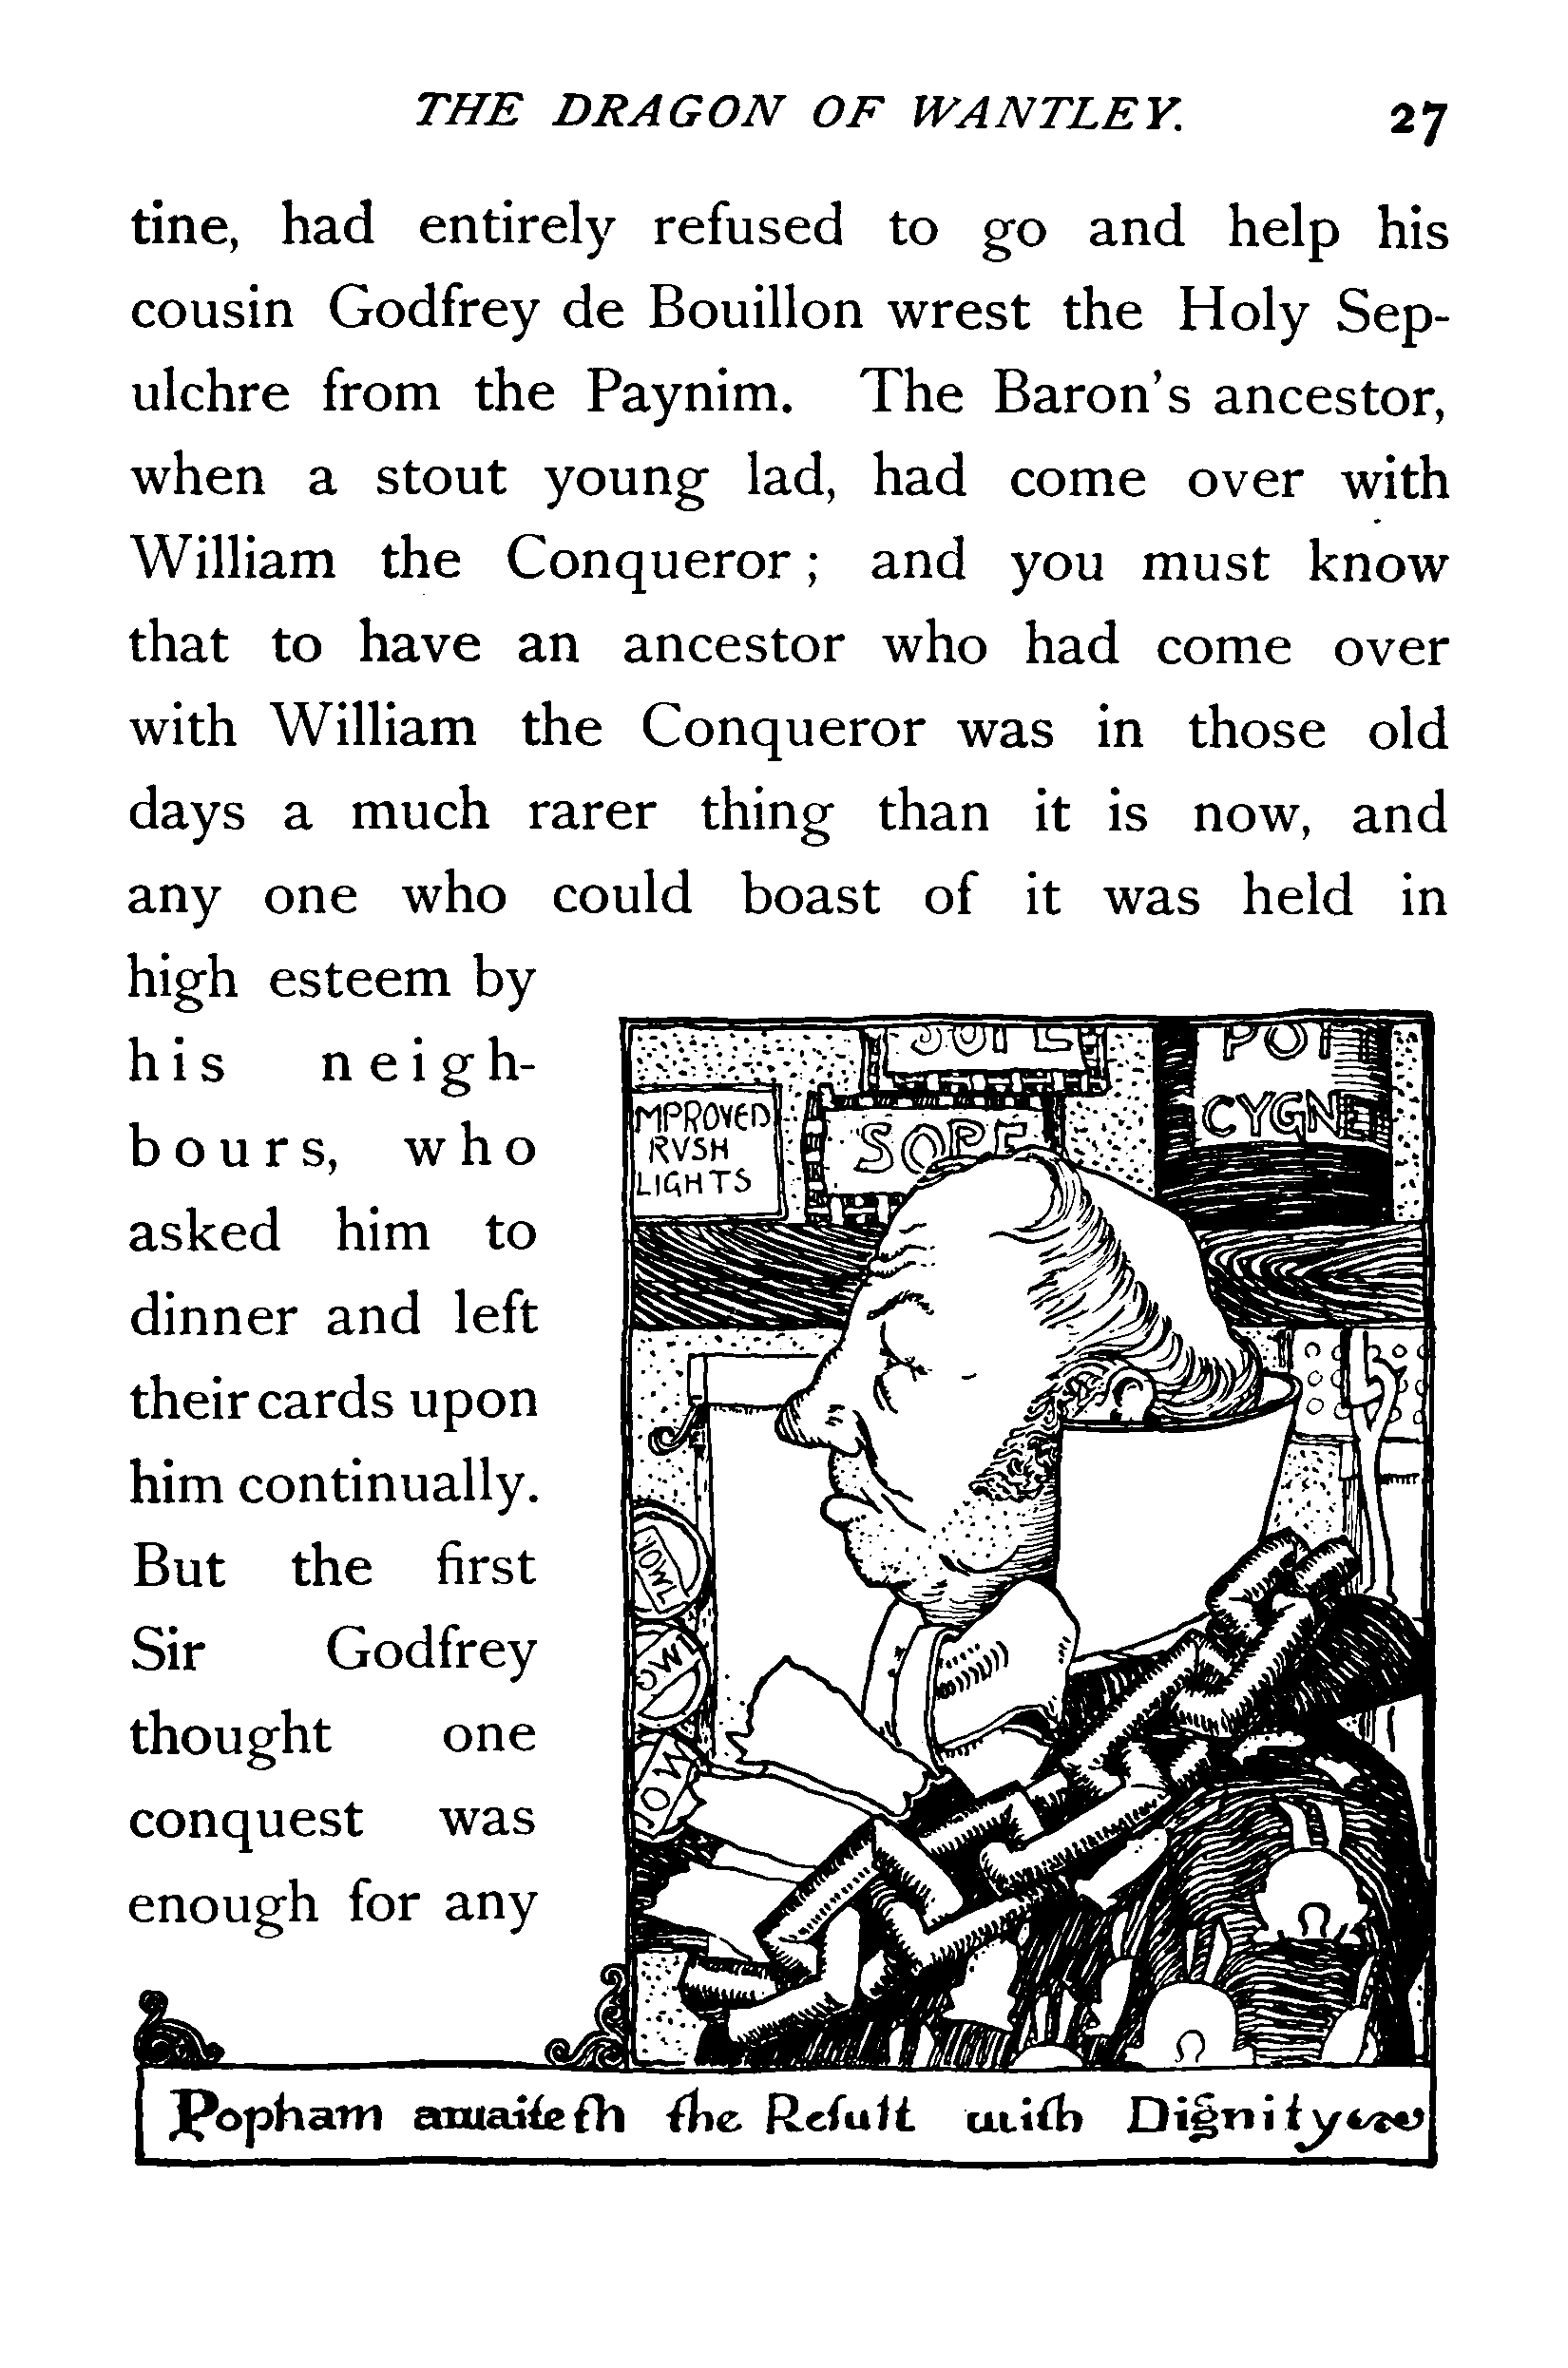 THE DRAGON OF WANTLEY. 27
tine, had entirely refused to go and help his
cousin Godfrey de Bouillon wrest the Holy Sep-
ulchre from the Paynim. The Baron's ancestor,
when a stout young lad, had come over with
William the Conqueror; and you must know
that to have an ancestor who had come over
with William the Conqueror was in those old
days a much rarer thing than it is now, and
any one who could boast of it was held in
high esteem by
his neigh-
bours, who
asked him to
dinner and left
their cards upon
him continually.
But the first
Sir Godfrey
thought one
conquest was
enough for any
MPROVED
RVSH
LIGHTS
SOPE
POT
CYGNE
Popham awaiteth the Result with Dignity